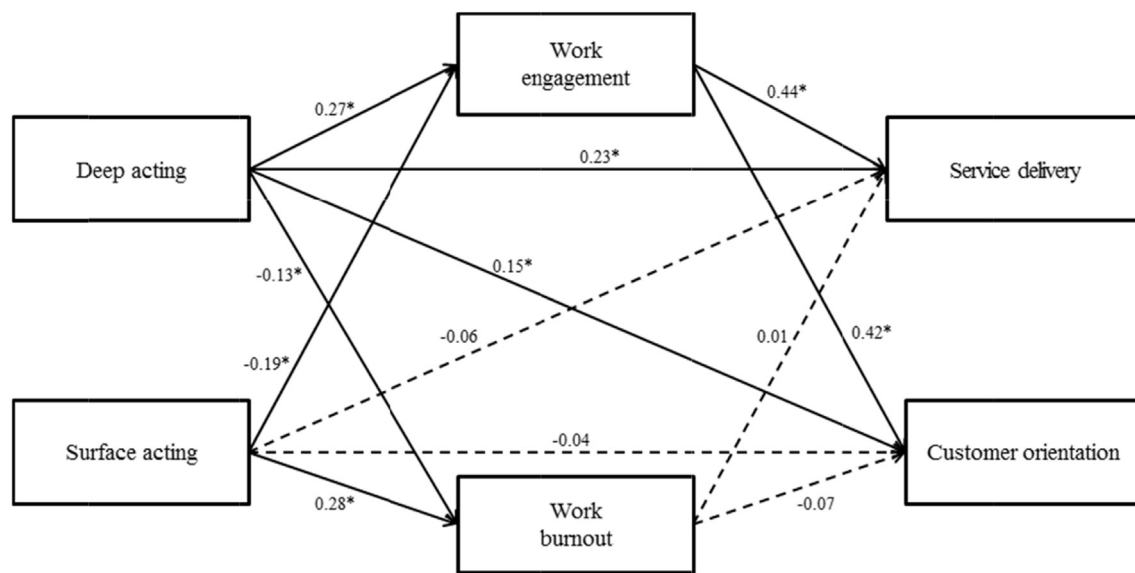 Work
engagement
0.27*
0.44*
Deep acting
0.23*
Service delivery
-0.13*
0.15*
-0.06
0.01
0.42*
-0.19*
Surface acting
-0.04
Customer orientation
0.28*
Work
burnout
-0.07